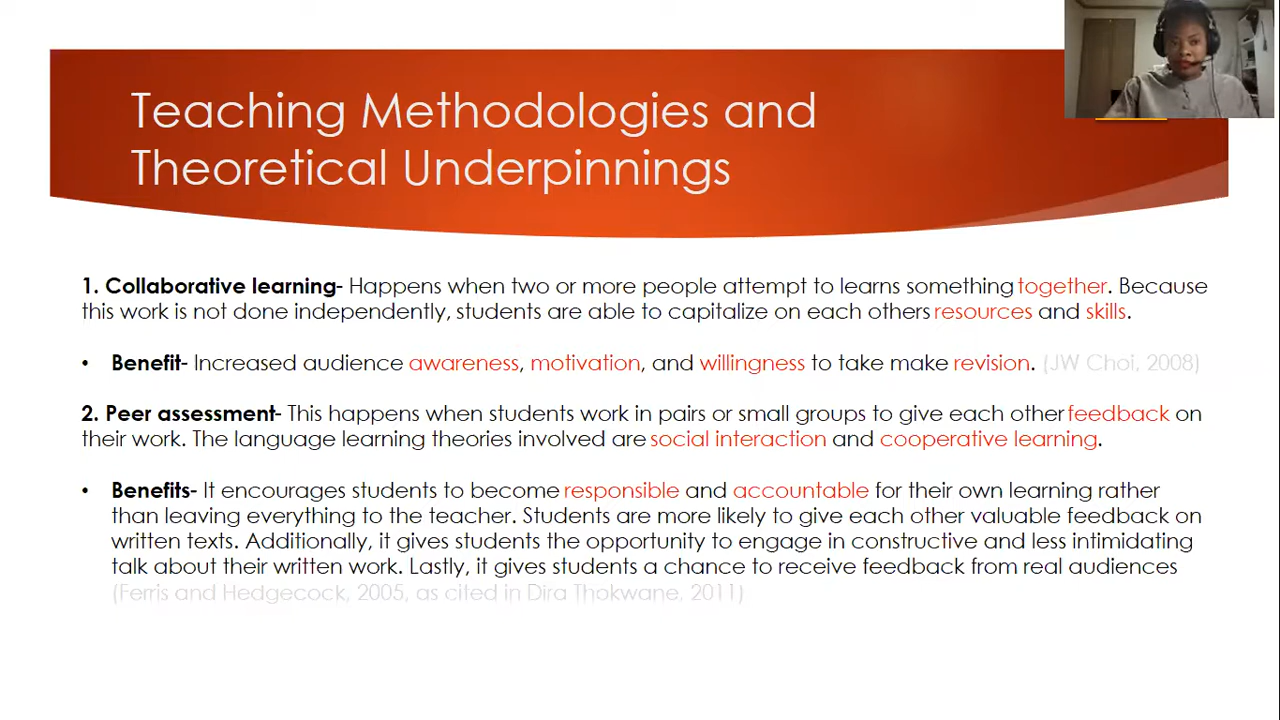 Teaching Methodologies and
Theoretical Underpinnings
1. Collaborative learning- Happens when two or more people attempt to learns something together. Because
this work is not done independently, students are able to capitalize on each others resources and skills.
• Benefit- Increased audience awareness, motivation, and willingness to take make revision. (JW Choi, 2008)
2. Peer assessment- This happens when students work in pairs or small groups to give each other feedback on
their work. The language learning theories involved are social interaction and cooperative learning.
• Benefits- It encourages students to become responsible and accountable for their own learning rather
than leaving everything to the teacher. Students are more likely to give each other valuable feedback on
written texts. Additionally, it gives students the opportunity to engage in constructive and less intimidating
talk about their written work. Lastly, it gives students a chance to receive feedback from real audiences
(Ferris and Hedgecock, 2005, as cited in Dira Thokwane, 2011)